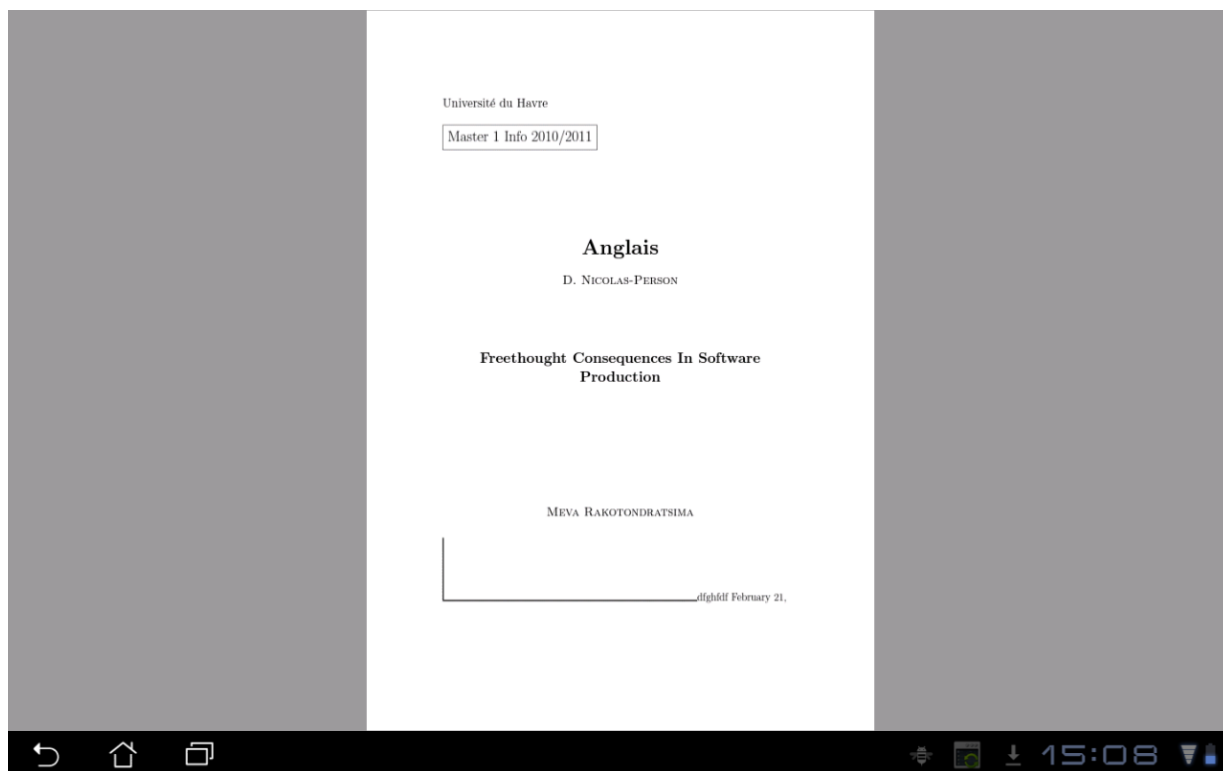 Université du Havre
Master 1 Info 2010/2011
Anglais
D. Nicolas-Person
Freethought Consequences In Software
Production
Meva Rakotondratsima
dfghfdf February 21,
15:08